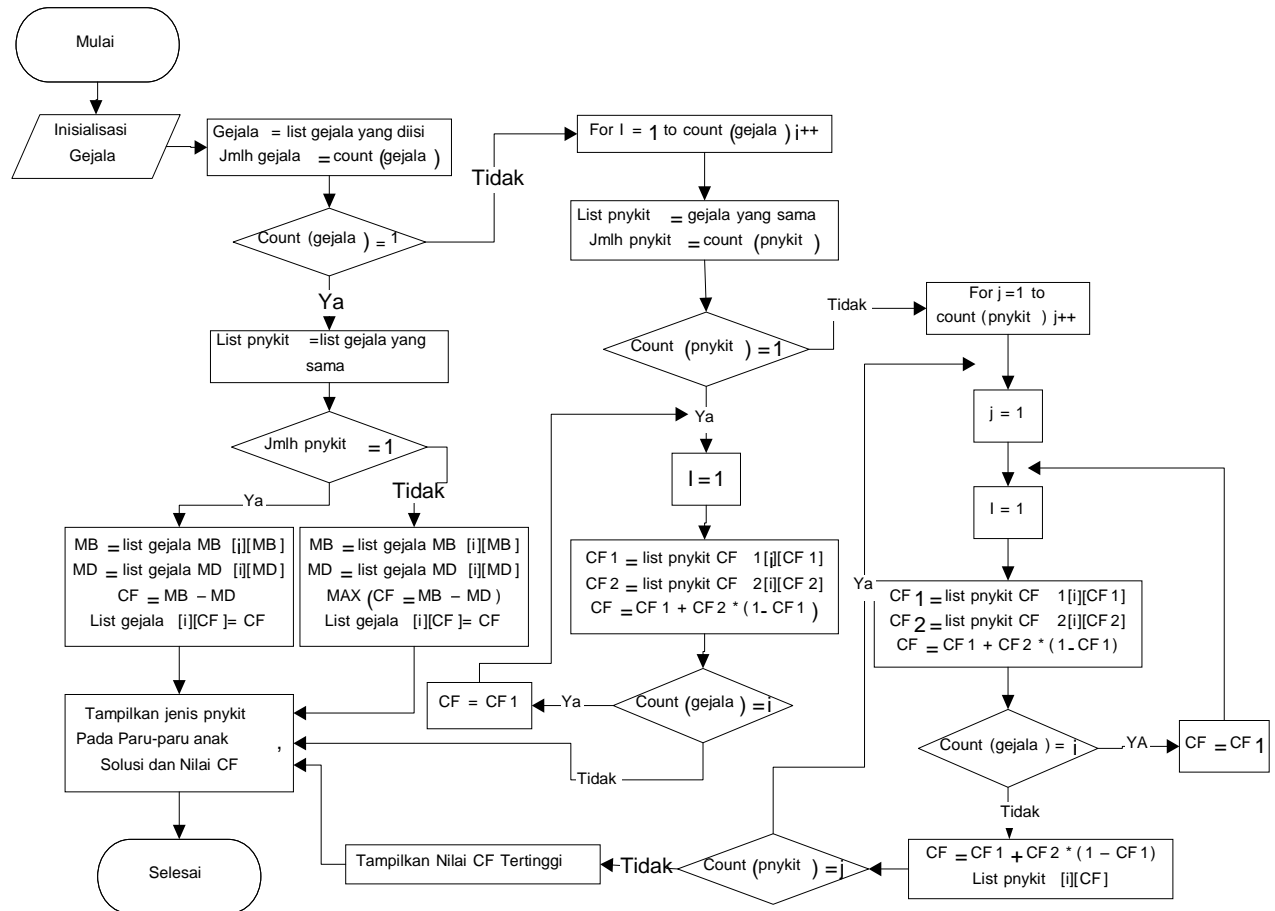 Mulai
Inisialisasi
Gejala
Gejala = list gejala yang diisi
Jmlh gejala = count (gejala )
Count (gejala ) = 1
Tidak
Ya
List pnykit =list gejala yang
sama
Jmlh pnykit =1
Ya
Tidak
MB =list gejala MB [i][MB]
MD =list gejala MD [i][MD]
CF =MB – MD
List gejala [i][CF]= CF
MB =list gejala MB [i][MB]
MD =list gejala MD [i][MD]
MAX (CF =MB – MD )
List gejala [i][CF ]= CF
Tampilkan jenis pnykit
Pada Paru-paru anak ,
Solusi dan Nilai CF
Selesai
For I = 1 to count (gejala ) i++
List pnykit = gejala yang sama
Jmlh pnykit =count (pnykit )
Count (pnykit ) =1
Tidak
Ya
I = 1
CF 1 = list pnykit CF 1[i][CF 1]
CF 2 = list pnykit CF 2[i][CF 2]
CF = CF 1 + CF 2 * (1- CF 1 )
Count (gejala ) =i
Ya
CF = CF 1
Tidak
For j =1 to
count (pnykit ) j++
j = 1
I = 1
CF 1 = list pnykit CF 1[i][CF1]
CF 2 = list pnykit CF 2[i][CF2]
CF = CF 1 + CF 2 * (1-CF 1)
Count (gejala ) = i
YA
CF =CF 1
Tidak
CF =CF 1 +CF 2 * (1 – CF 1)
List pnykit [i][CF]
Count (pnykit ) =j
Ya
Tidak
Tampilkan Nilai CF Tertinggi